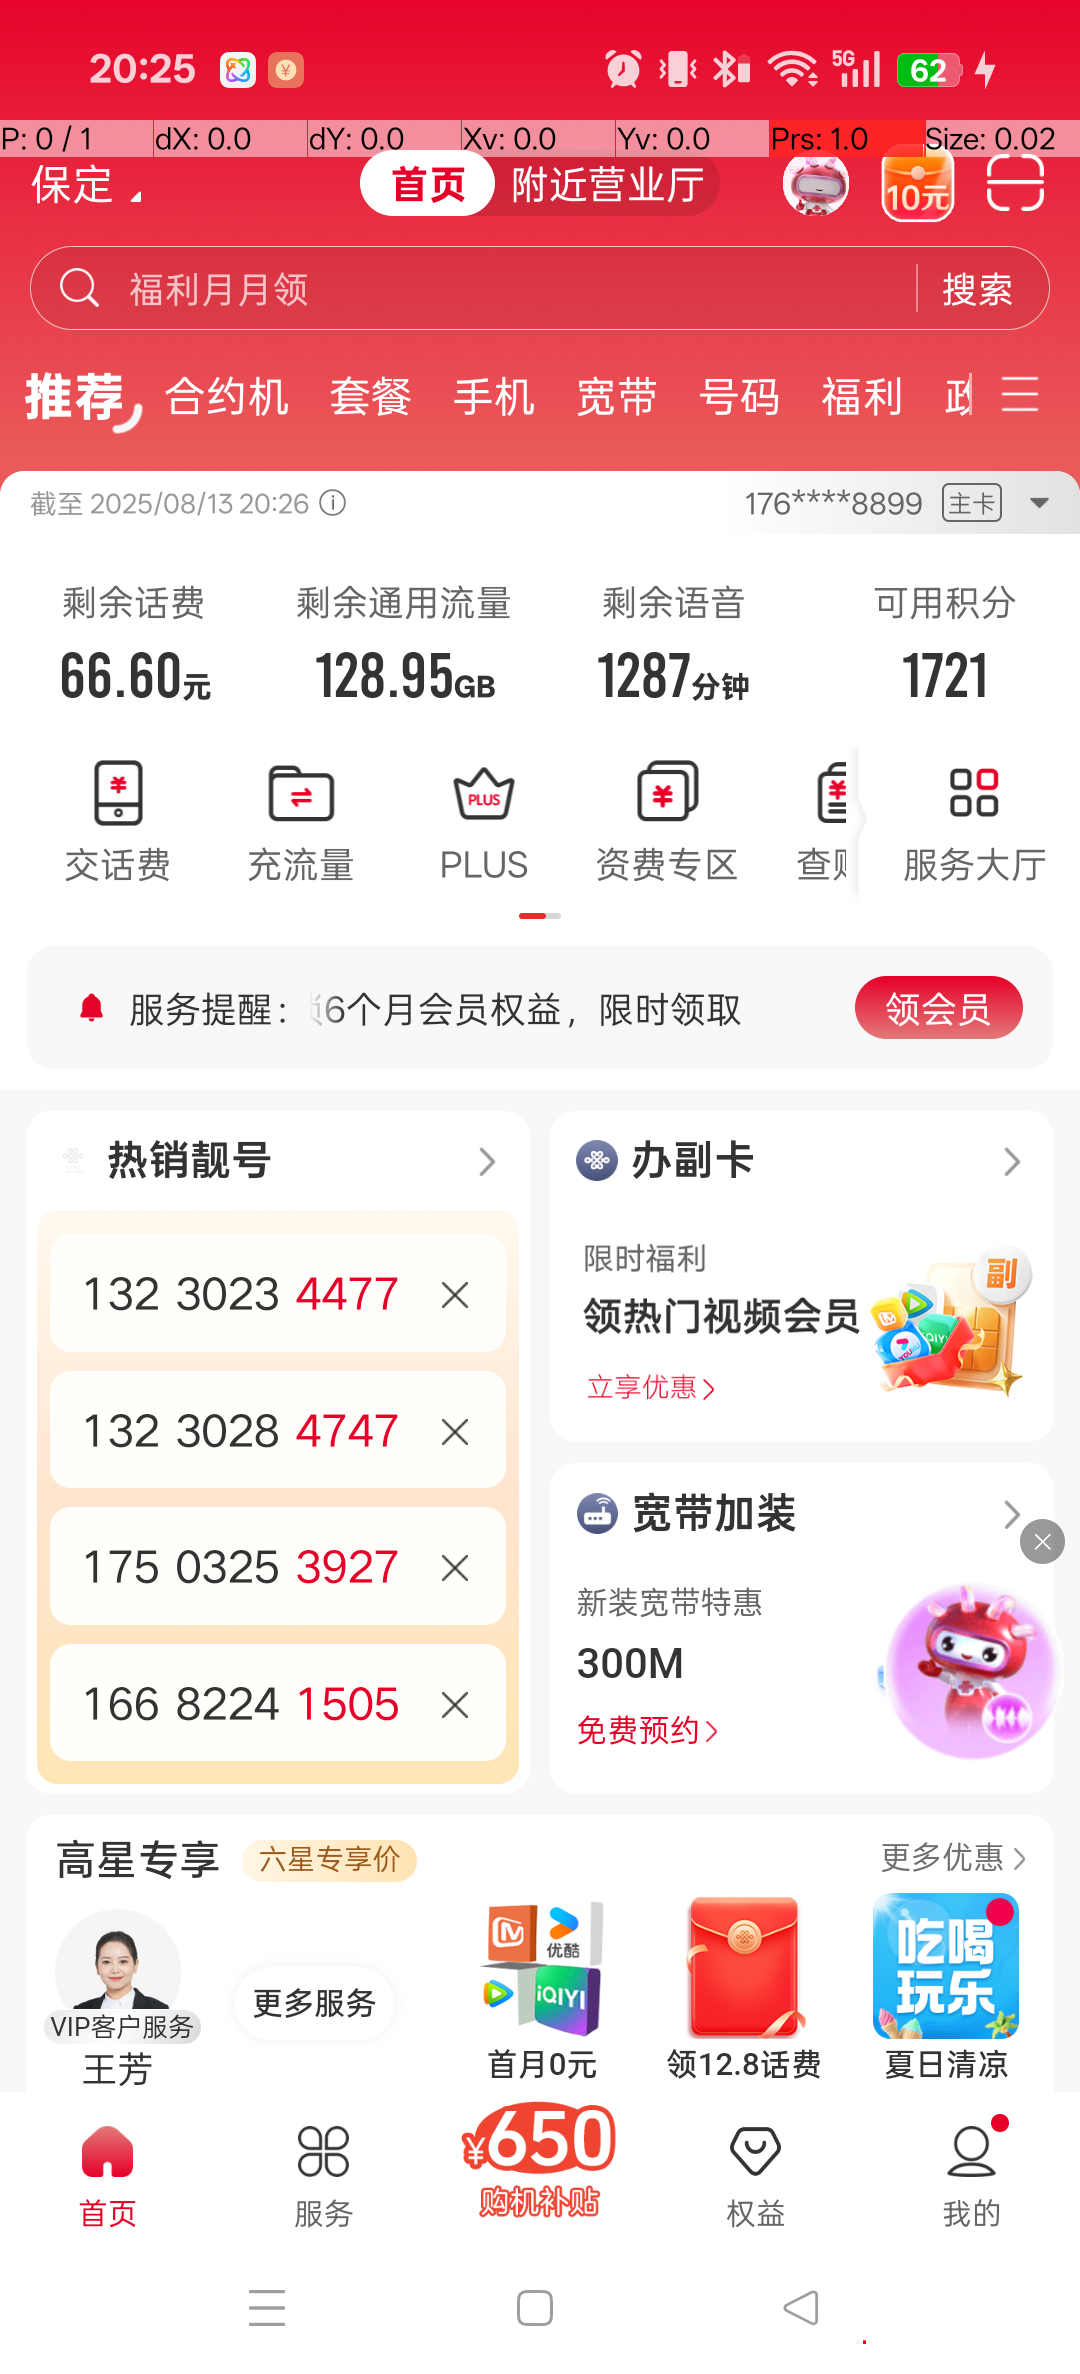 20:25
5G
62
P: 0 / 1
dX: 0.0
dY: 0.0
Xv: 0.0
Yv: 0.0
Prs: 1.0
Size: 0.02
保定
首页
附近营业厅
10元
福利月月领
搜索
推荐
合约机
套餐
手机
宽带
号码
福利
截至 2025/08/13 20:26
176****8899
主卡
剩余话费
剩余通用流量
剩余语音
可用积分
66.60元
128.95GB
1287分钟
1721
PLUS
交话费
充流量
PLUS
资费专区
查
服务大厅
服务提醒：
6个月会员权益，限时领取
领会员
热销靓号
132 3023 4477
132 3028 4747
175 0325 3927
166 8224 1505
办副卡
限时福利
领热门视频会员
立享优惠
副
宽带加装
新装宽带特惠
300M
免费预约
高星专享
六星专享价
更多优惠
VIP客户服务
王芳
更多服务
优酷
iQIYI
首月0元
领12.8话费
吃喝
玩乐
夏日清凉
首页
服务
¥650
购机补贴
权益
我的